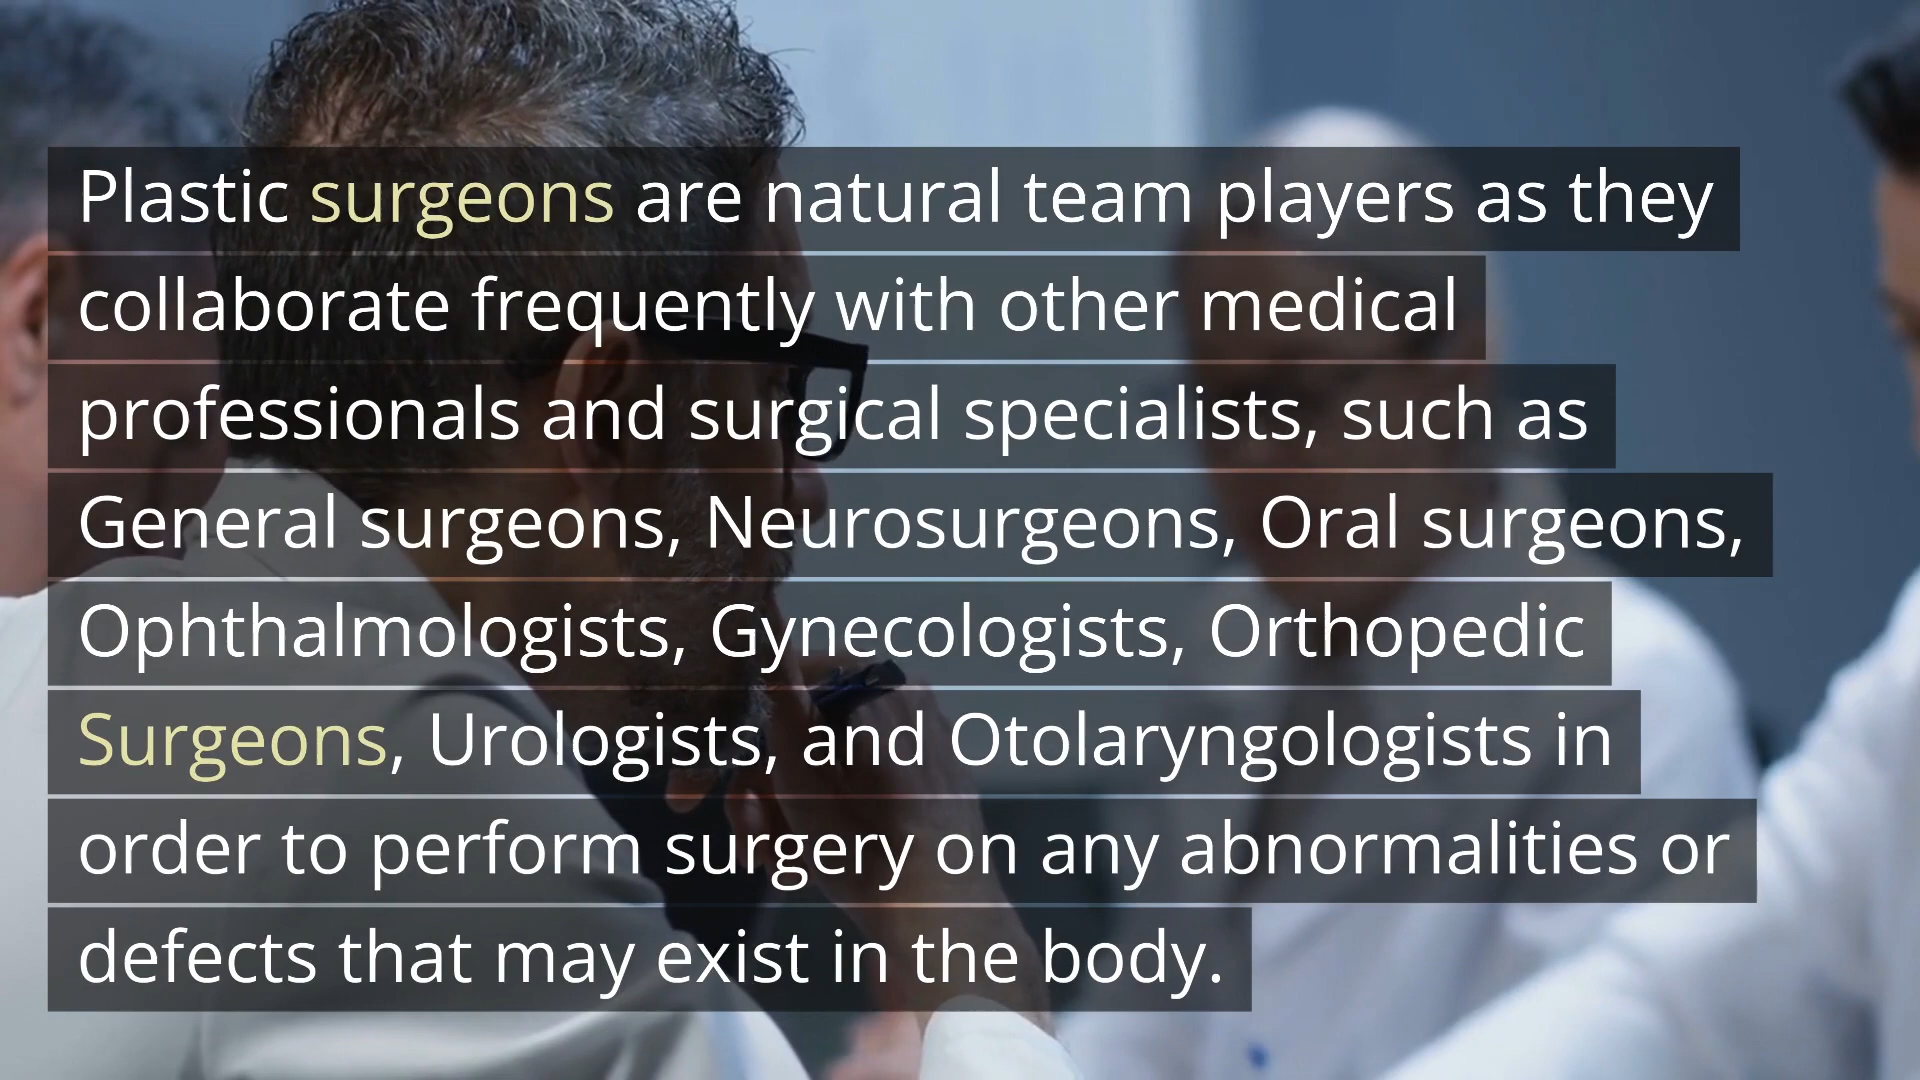 Plastic surgeons are natural team players as they
collaborate frequently with other medical
professionals and surgical specialists, such as
General surgeons, Neurosurgeons, Oral surgeons,
Ophthalmologists, Gynecologists, Orthopedic
Surgeons, Urologists, and Otolaryngologists in
order to perform surgery on any abnormalities or
defects that may exist in the body.